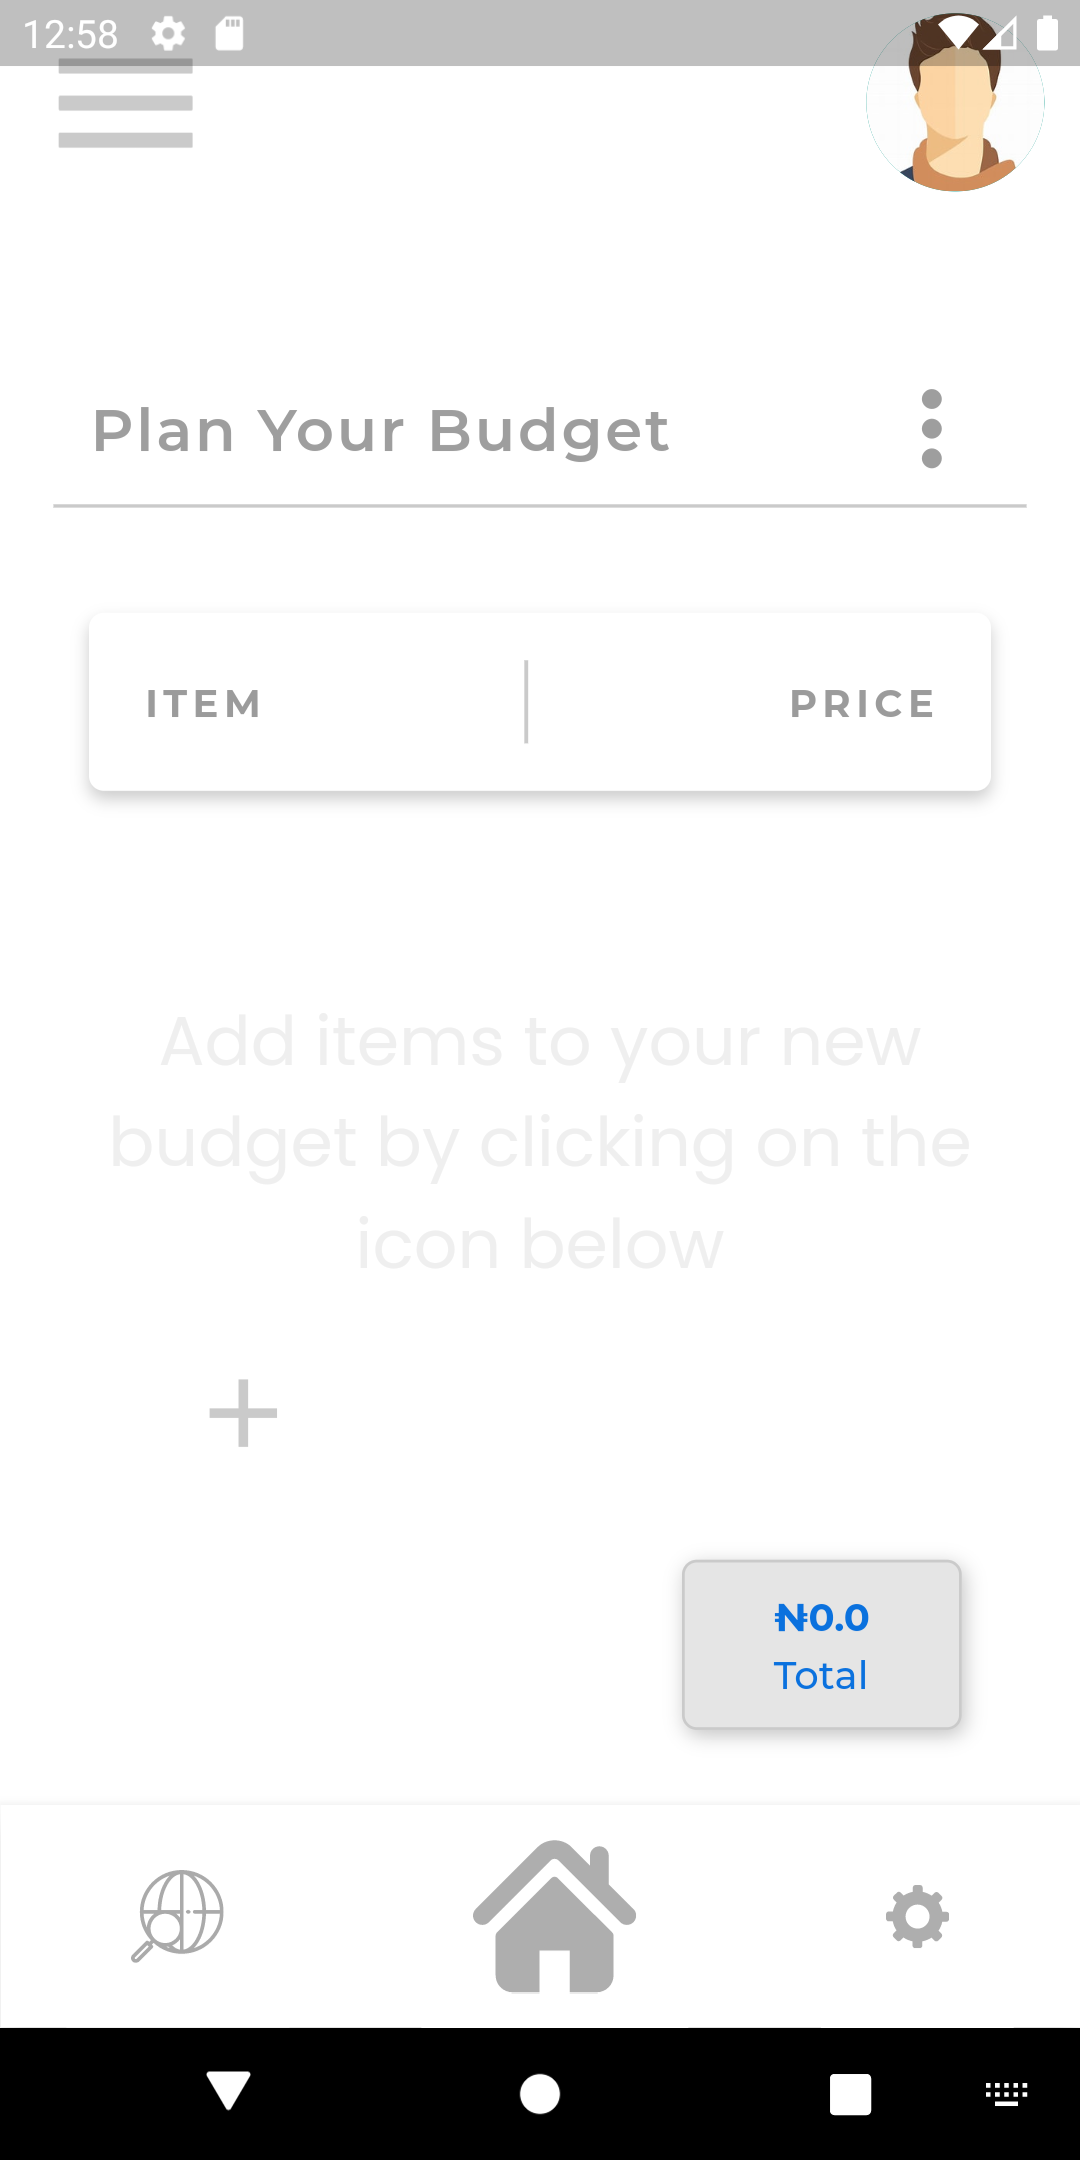 12:58
Plan Your Budget
ITEM PRICE
Add items to your new
budget by clicking on the
icon below
₦0.0
Total